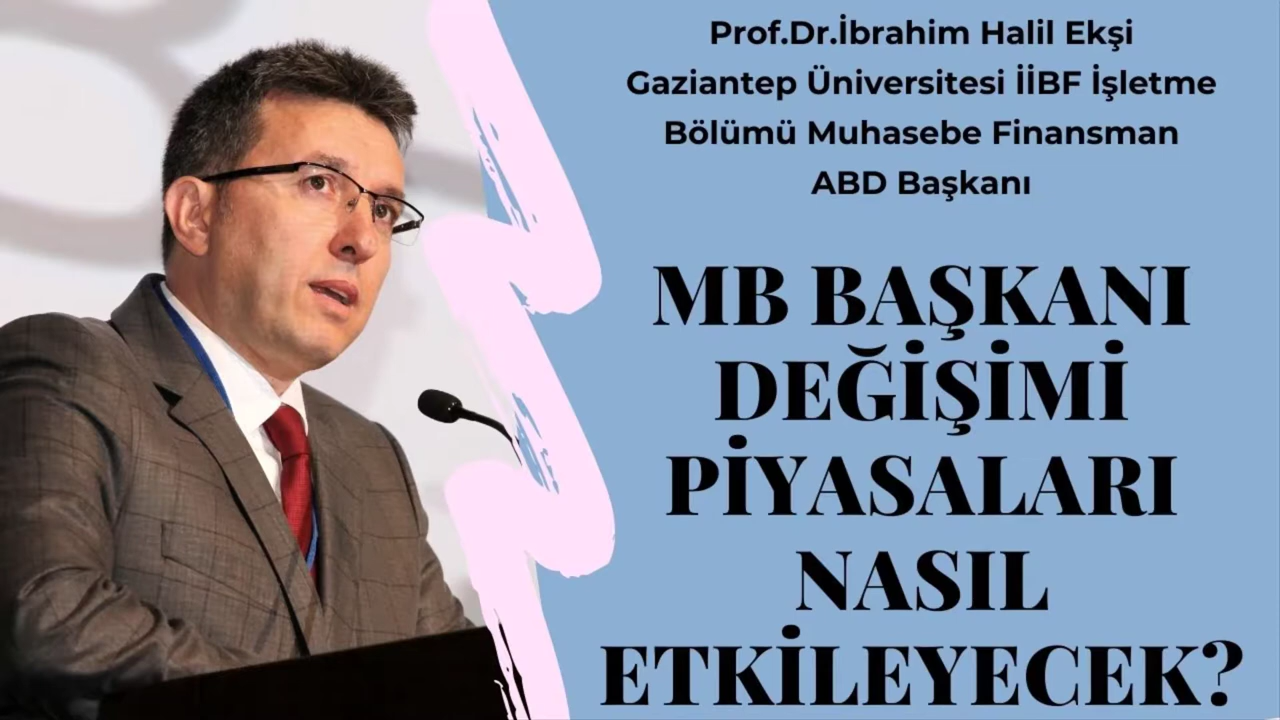 Prof.Dr.İbrahim Halil Ekşi
Gaziantep Üniversitesi İİBF İşletme
Bölümü Muhasebe Finansman
ABD Başkanı
MB BAŞKANI
DEĞİŞİMİ
PİYASALARI
NASIL
ETKİLEYECEK?